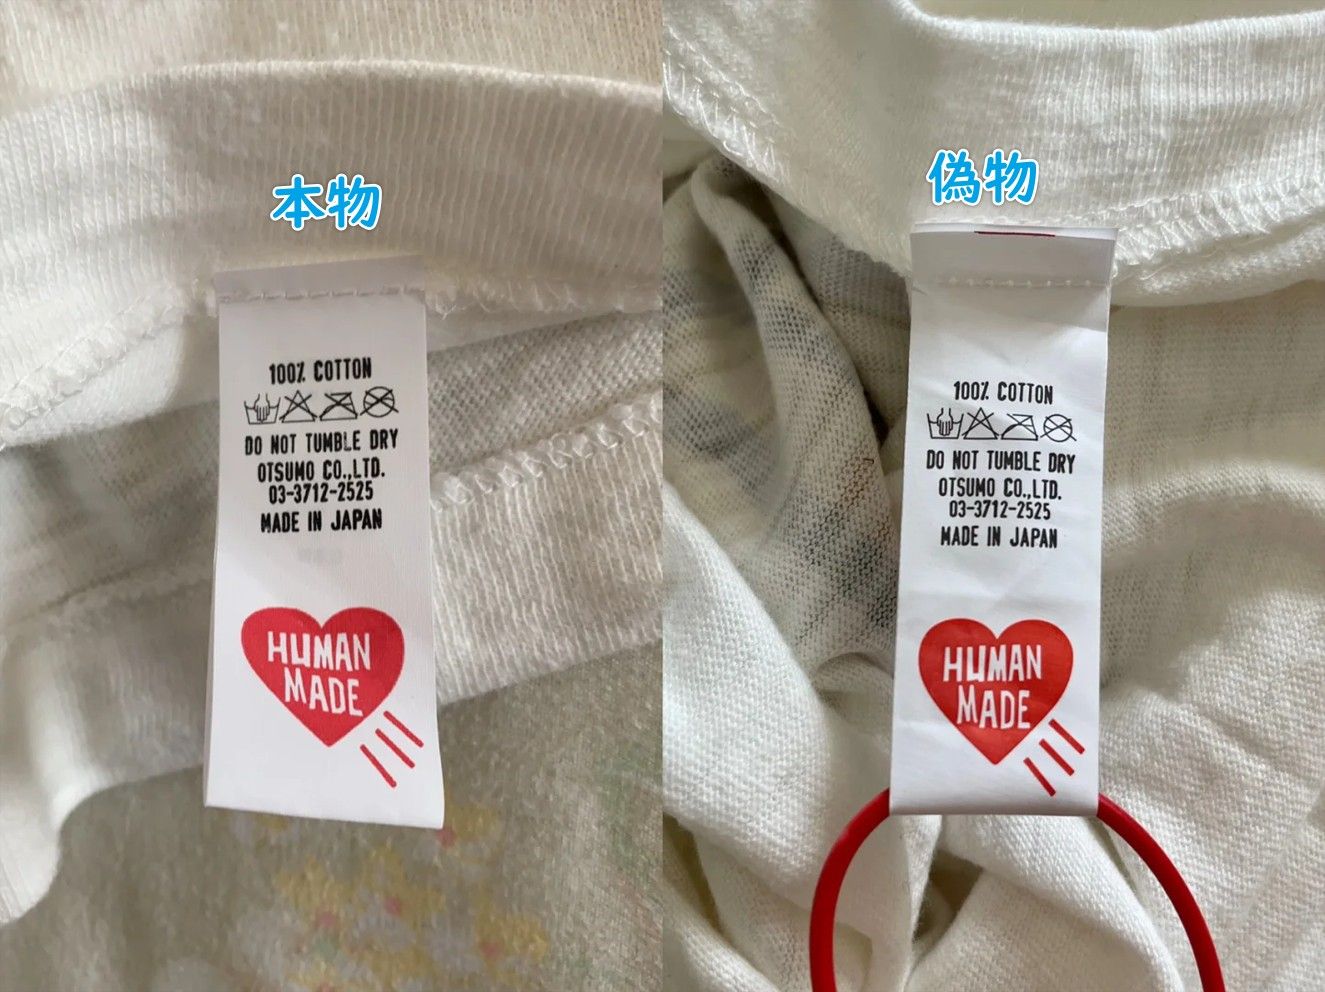 本物
100% COTTON
DO NOT TUMBLE DRY
OTSUMO CO.,LTD.
03-3712-2525
MADE IN JAPAN
HUMAN
MADE
偽物
100% COTTON
DO NOT TUMBLE DRY
OTSUMO CO.,LTD.
03-3712-2525
MADE IN JAPAN
HUMAN
MADE